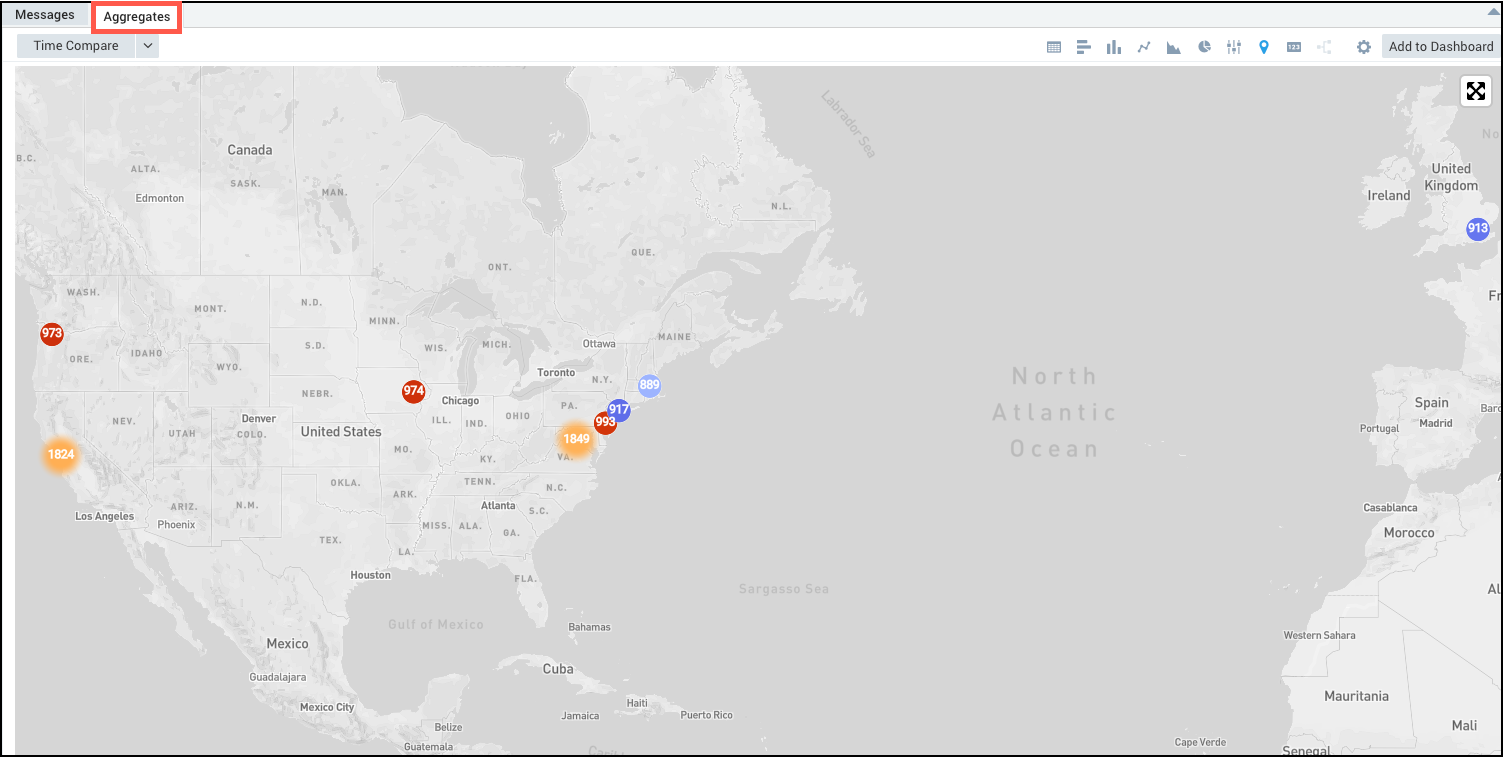 Messages
Aggregates
Time Compare
123
Add to Dashboard
Labrador Sea
Canada
B.C.
ALTA.
SASK.
Edmonton
MAN.
N.L.
United
Kingdom
Ireland
913
QUE.
ONT.
WASH.
MONT.
N.D.
MINN.
973
ORE.
IDAHO
S.D.
WIS.
MICH.
Ottawa
MAINE
WYO.
Toronto
N.Y.
889
NEBR.
974
Chicago
PA.
917
993
NEV.
UTAH
Denver
COLO.
United States
ILL.
IND.
OHIO
1849
VA.
1824
MO.
KY.
OKLA.
ARK.
TENN.
N.C.
Los Angeles
ARIZ.
Phoenix
N.M.
Atlanta
S.C.
MISS.
ALA.
GA.
TEX.
LA.
Houston
FLA.
North
Atlantic
Ocean
Spain
Madrid
Portugal
Casablanca
Morocco
Sargasso Sea
Gulf of Mexico
Bahamas
Western Sahara
Mexico
Cuba
Guadalajara
Mexico City
Haiti
Jamaica
Puerto Rico
Belize
Guatemala
Mauritania
Mali
Cape Verde
Senegal